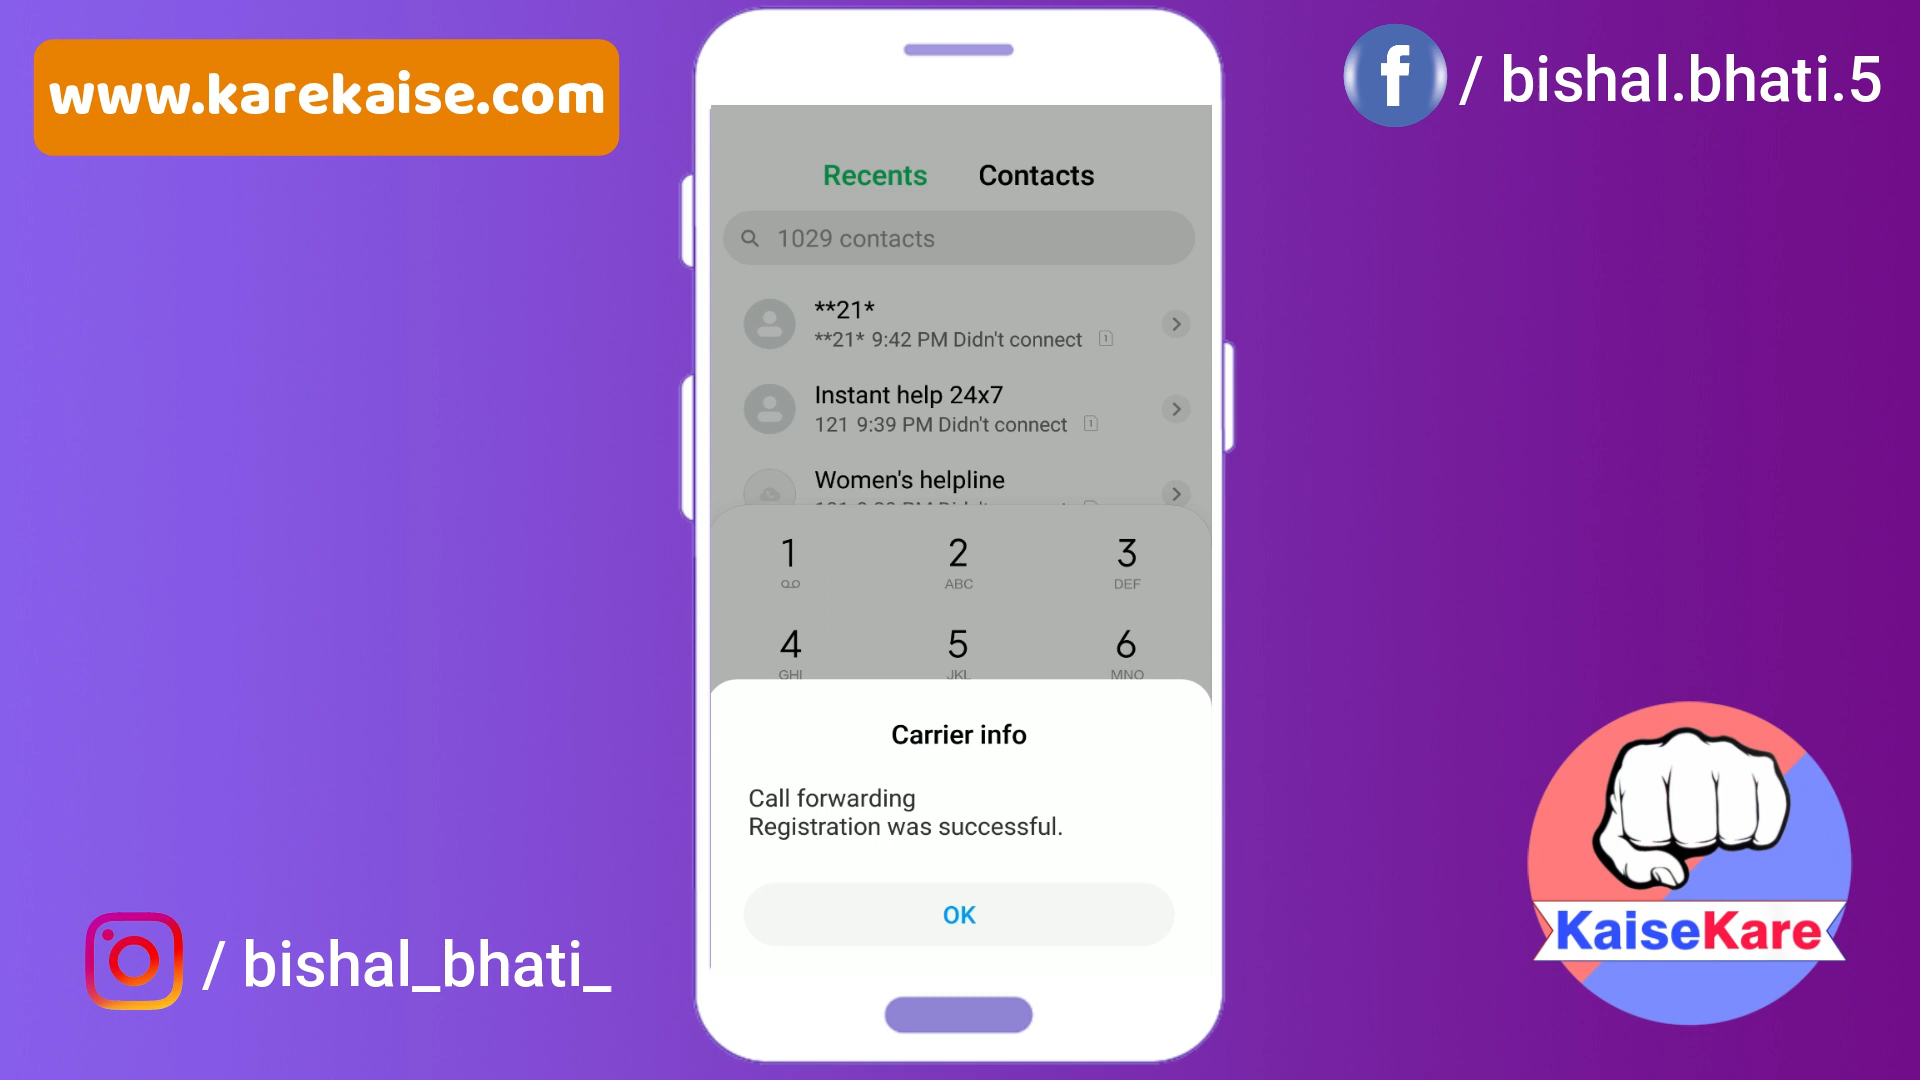 www.karekaise.com
/ bishal.bhati.5
Recents Contacts
1029 contacts
**21*
**21* 9:42 PM Didn't connect 1
Instant help 24x7
121 9:39 PM Didn't connect 1
Women's helpline
1 2 3
ABC DEF
4 5 6
GHI JKL MNO
Carrier info
Call forwarding
Registration was successful.
OK
/ bishal_bhati_
KaiseKare